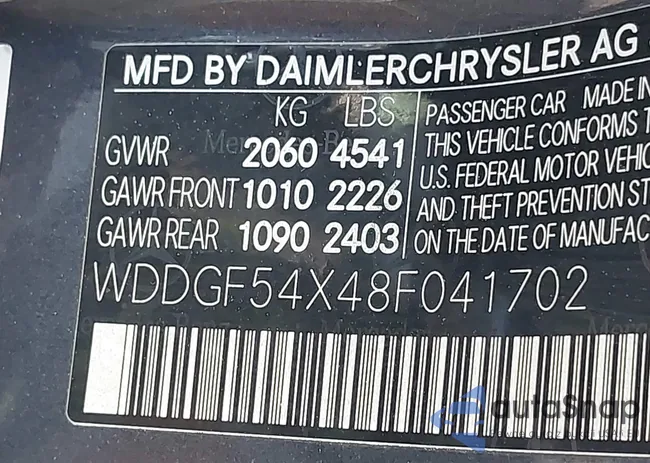 MFD BY DAIMLERCHRYSLER AG
KG LBS
GVWR 2060 4541
GAWR FRONT 1010 2226
GAWR REAR 1090 2403
PASSENGER CAR MADE IN
THIS VEHICLE CONFORMS T
U.S. FEDERAL MOTOR VEHIC
AND THEFT PREVENTION ST
ON THE DATE OF MANUFAC
WDDGF54X48F041702
autoSnap